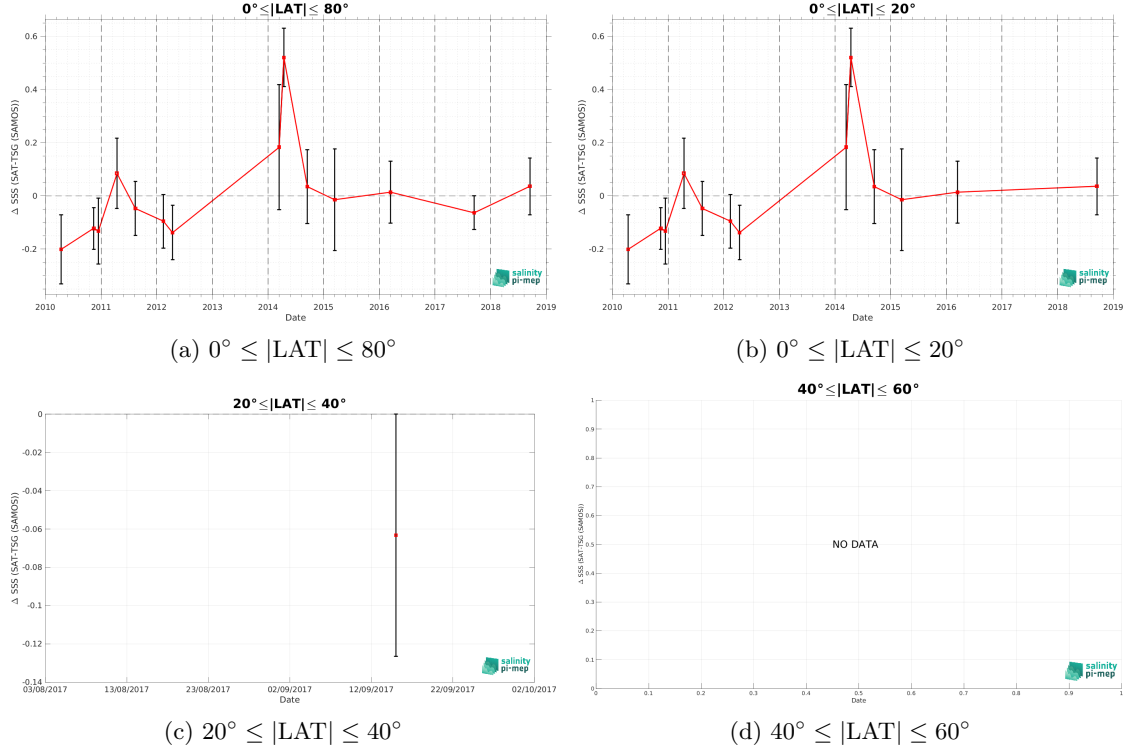 0°≤|LAT|≤ 80°
Δ SSS (SAT-TSG (SAMOS))
0.6
0.4
0.2
0
-0.2
2010 2011 2012 2013 2014 2015 2016 2017 2018 2019
Date
salinity
pi-mep
(a) 0° ≤ |LAT| ≤ 80°
0°≤|LAT|≤ 20°
Δ SSS (SAT-TSG (SAMOS))
0.6
0.4
0.2
0
-0.2
2010 2011 2012 2013 2014 2015 2016 2017 2018 2019
Date
salinity
pi-mep
(b) 0° ≤ |LAT| ≤ 20°
20°≤|LAT|≤ 40°
Δ SSS (SAT-TSG (SAMOS))
0
-0.02
-0.04
-0.06
-0.08
-0.1
-0.12
-0.14
03/08/2017 13/08/2017 23/08/2017 02/09/2017 12/09/2017 22/09/2017 02/10/2017
Date
salinity
pi-mep
(c) 20° ≤ |LAT| ≤ 40°
40°≤|LAT|≤ 60°
Δ SSS (SAT-TSG (SAMOS))
1
0.9
0.8
0.7
0.6
0.5
0.4
0.3
0.2
0.1
0
NO DATA
0 0.1 0.2 0.3 0.4 0.5 0.6 0.7 0.8 0.9 1
Date
salinity
pi-mep
(d) 40° ≤ |LAT| ≤ 60°